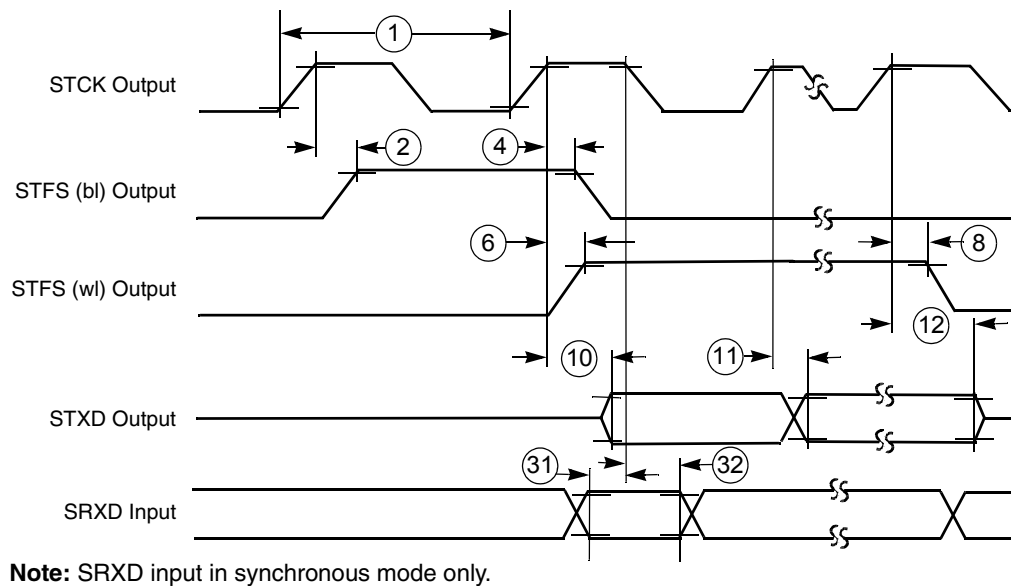 1
STCK Output
2
4
STFS (bl) Output
6
8
STFS (wl) Output
12
10
11
STXD Output
31
32
SRXD Input
Note: SRXD input in synchronous mode only.